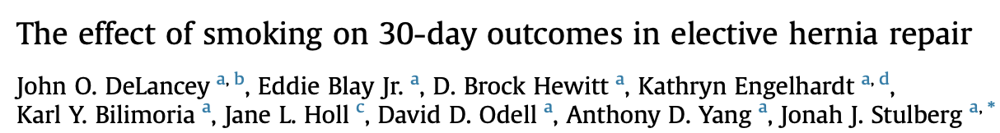 The effect of smoking on 30-day outcomes in elective hernia repair
John O. DeLancey a, b, Eddie Blay Jr. a, D. Brock Hewitt a, Kathryn Engelhardt a, d,
Karl Y. Bilimoria a, Jane L. Holl c, David D. Odell a, Anthony D. Yang a, Jonah J. Stulberg a, *